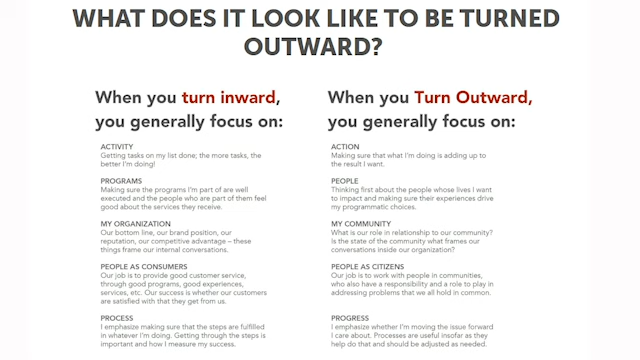 WHAT DOES IT LOOK LIKE TO BE TURNED
OUTWARD?
When you turn inward,
you generally focus on:
ACTIVITY
Getting tasks on my list done; the more tasks, the
better I'm doing!
PROGRAMS
Making sure the programs I'm part of are well
executed and the people who are part of them feel
good about the services they receive.
MY ORGANIZATION
Our bottom line, our brand position, our
reputation, our competitive advantage – these
things frame our internal conversations.
PEOPLE AS CONSUMERS
Our job is to provide good customer service,
through good programs, good experiences,
services, etc. Our success is whether our customers
are satisfied with that they get from us.
PROCESS
I emphasize making sure that the steps are fulfilled
in whatever I'm doing. Getting through the steps is
important and how I measure my success.
When you Turn Outward,
you generally focus on:
ACTION
Making sure that what I'm doing is adding up to
the result I want.
PEOPLE
Thinking first about the people whose lives I want
to impact and making sure their experiences drive
my programmatic choices.
MY COMMUNITY
What is our role in relationship to our community?
Is the state of the community what frames our
conversations inside our organization?
PEOPLE AS CITIZENS
Our job is to work with people in communities,
who also have a responsibility and a role to play in
addressing problems that we all hold in common.
PROGRESS
I emphasize whether I'm moving the issue forward
I care about. Processes are useful insofar as they
help do that and should be adjusted as needed.